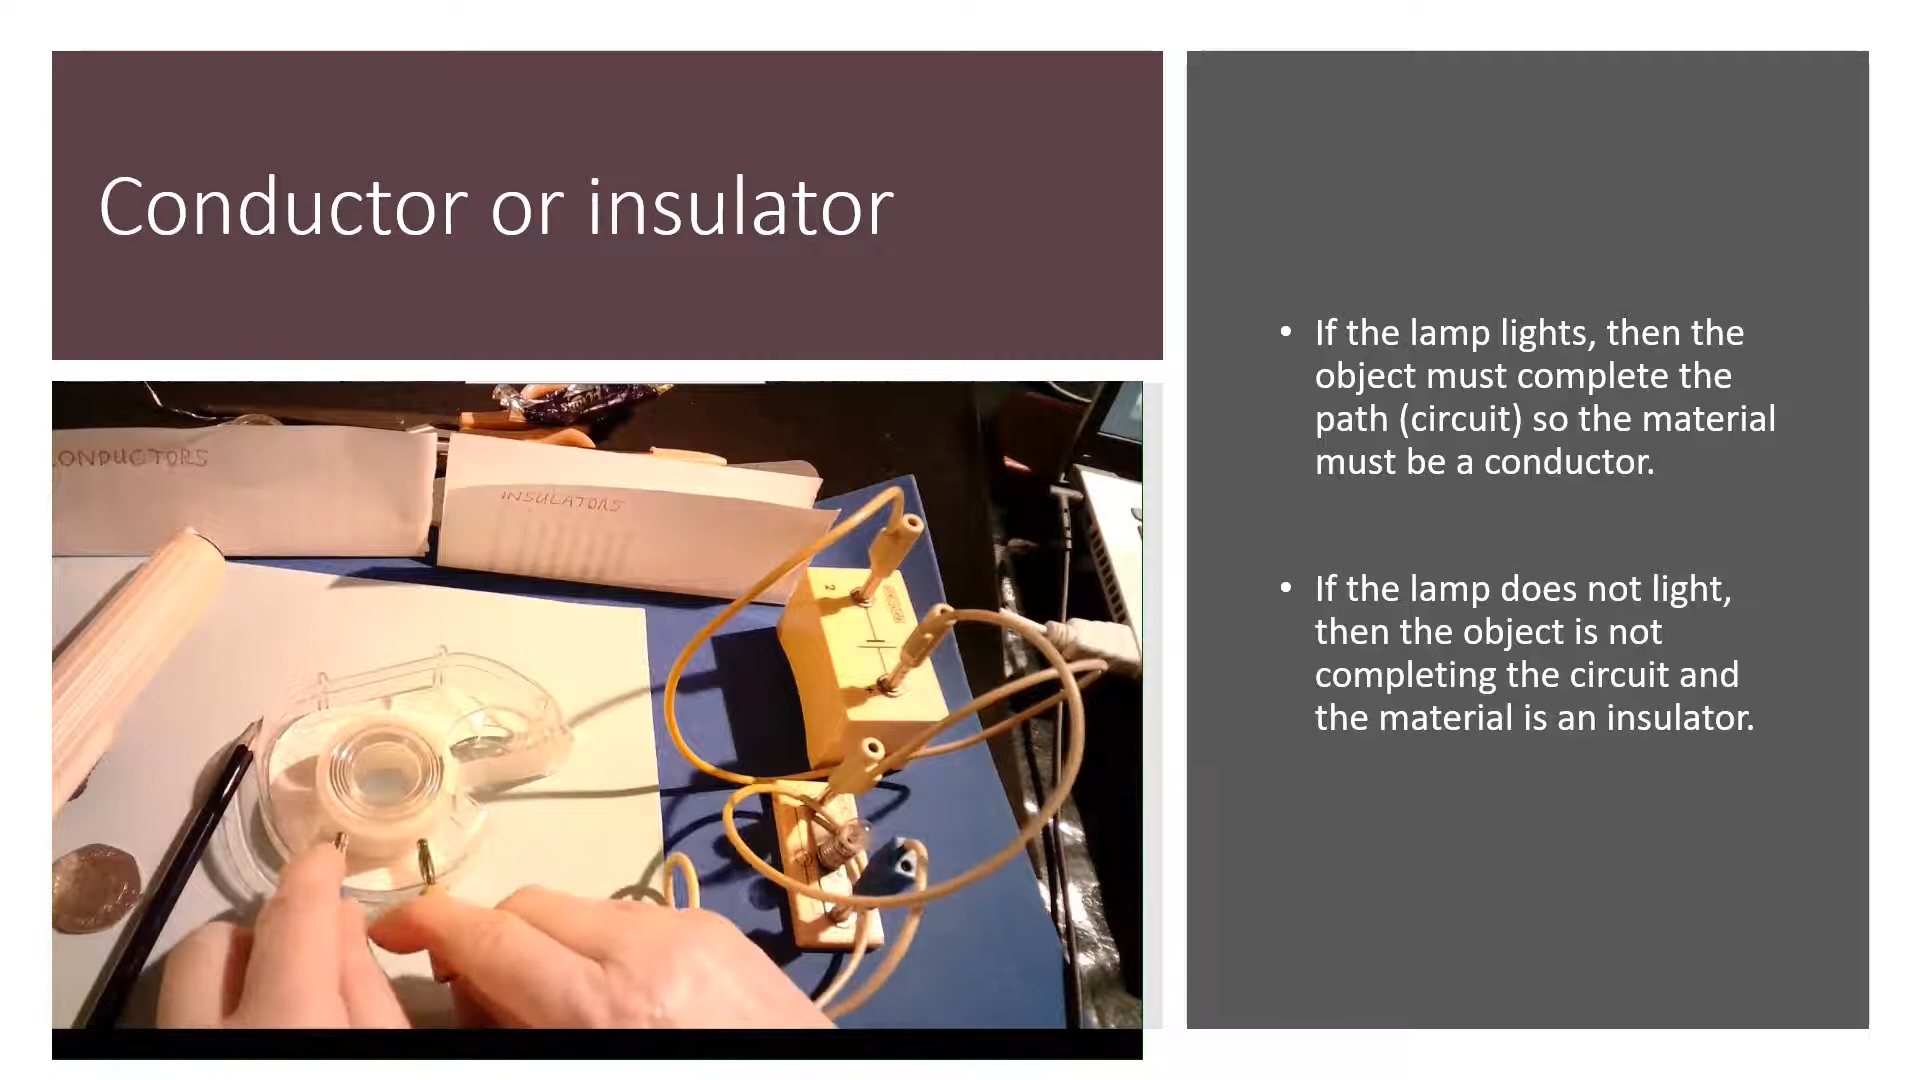 Conductor or insulator
If the lamp lights, then the
object must complete the
path (circuit) so the material
must be a conductor.
If the lamp does not light,
then the object is not
completing the circuit and
the material is an insulator.
ONDUCTORS
INSULATORS
2